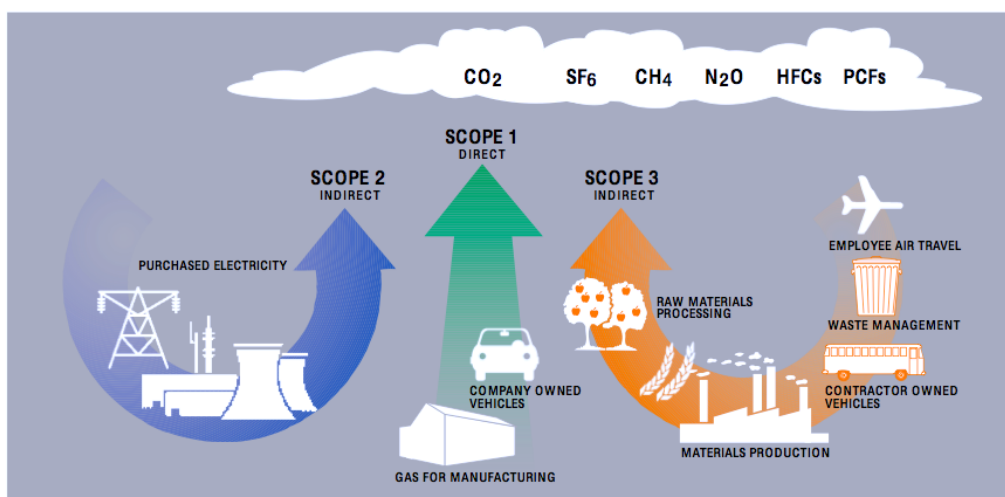 CO2 SF6 CH4 N2O HFCs PCFs
SCOPE 1
DIRECT
SCOPE 2
INDIRECT
SCOPE 3
INDIRECT
PURCHASED ELECTRICITY
COMPANY OWNED
VEHICLES
GAS FOR MANUFACTURING
RAW MATERIALS
PROCESSING
MATERIALS PRODUCTION
EMPLOYEE AIR TRAVEL
WASTE MANAGEMENT
CONTRACTOR OWNED
VEHICLES